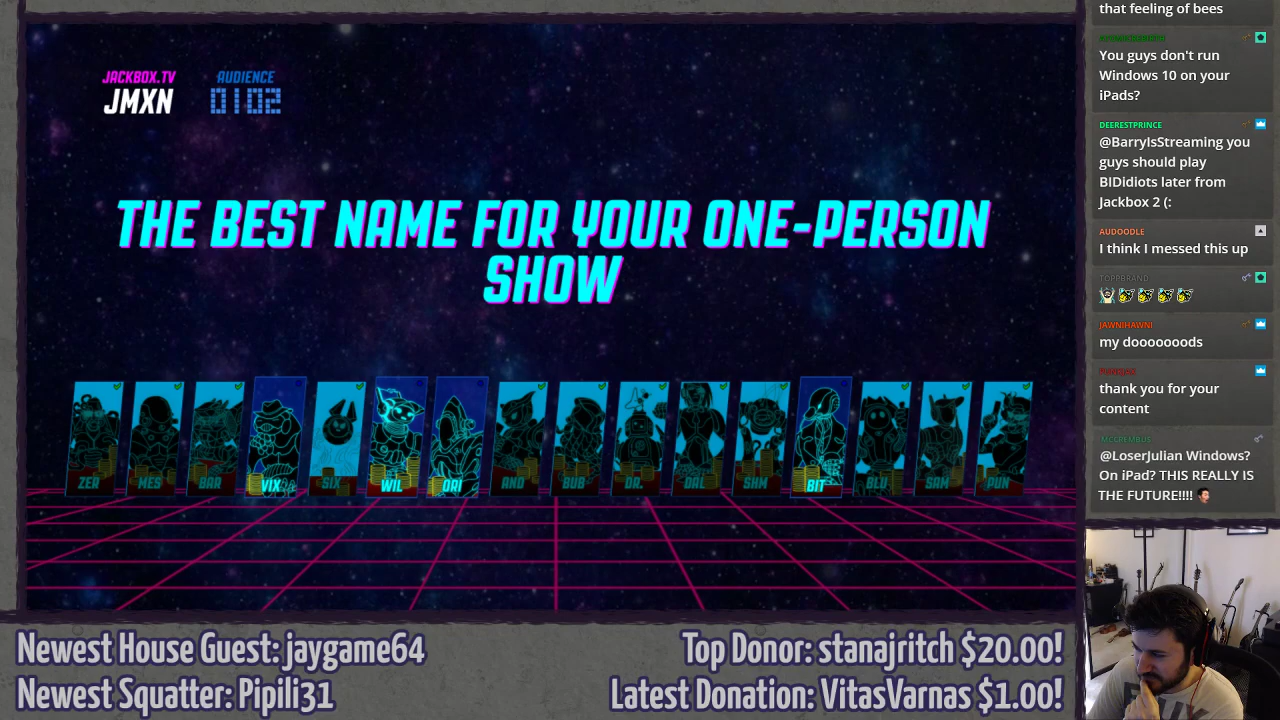 JACKBOX.TV
JMXN
AUDIENCE
0102
THE BEST NAME FOR YOUR ONE-PERSON
SHOW
ZER
MES
BAR
VIX
SIX
WIL
ORI
AND
BUB
DR.
DAL
SHM
BIT
BLU
SAM
PUN
that feeling of bees
You guys don't run
Windows 10 on your
iPads?
DEERESTPRINCE
@BarryIsStreaming you
guys should play
BIDidiots later from
Jackbox 2 (:
AUDOODLE
I think I messed this up
TOPPBRAND
JAWNIHAWNI
my dooooooods
thank you for your
content
MCCPEMBUS
@LoserJulian Windows?
On iPad? THIS REALLY IS
THE FUTURE!!!!
Newest House Guest: jaygame64
Newest Squatter: Pipili31
Top Donor: stanajritch $20.00!
Latest Donation: VitasVarnas $1.00!